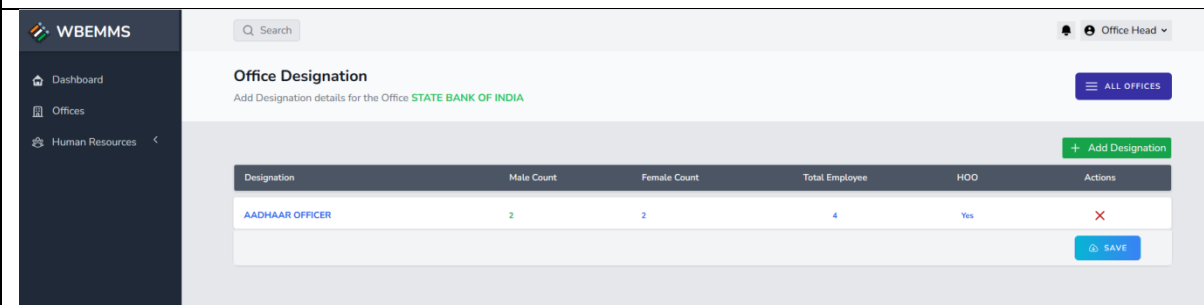 WBEMMS
Search
Office Head
Dashboard
Offices
Human Resources
Office Designation
Add Designation details for the Office STATE BANK OF INDIA
ALL OFFICES
+ Add Designation
Designation Male Count Female Count Total Employee HOO Actions
AADHAAR OFFICER 2 2 4 Yes
SAVE